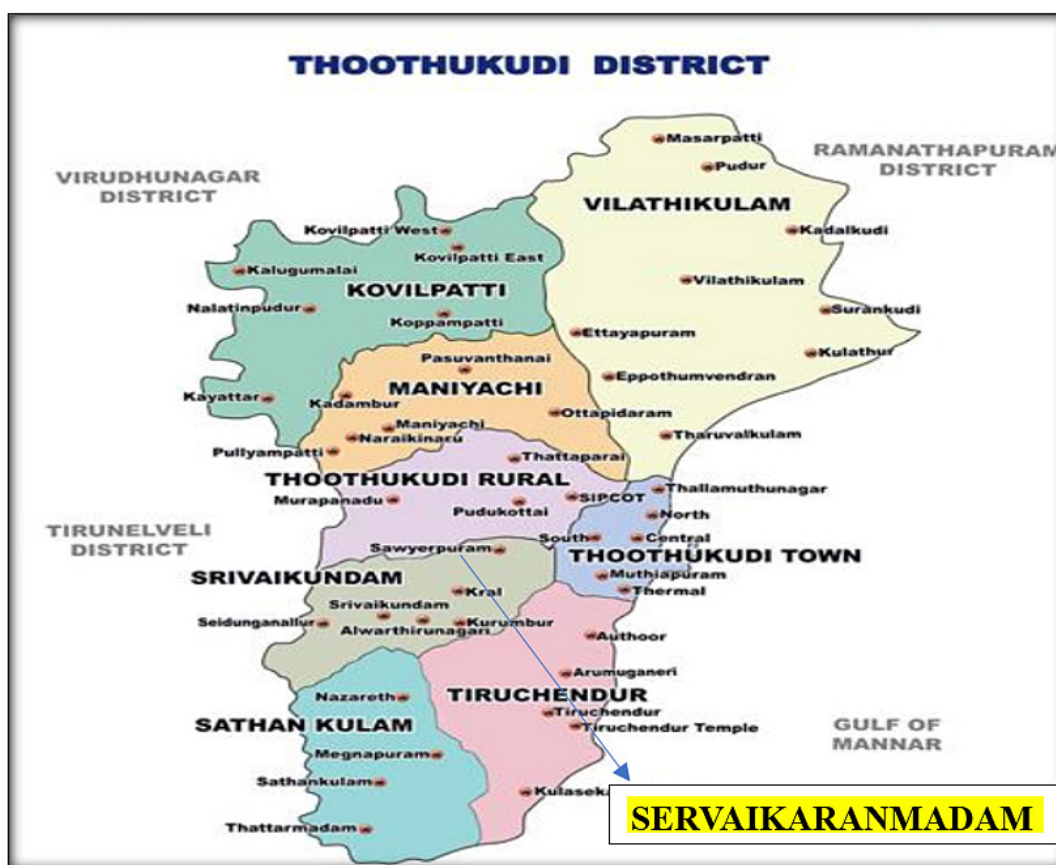 THOOTHUKUDI DISTRICT
VIRUDHUNAGAR
DISTRICT
RAMANATHAPURAM
DISTRICT
Masarpatti
Pudur
VILATHIKULAM
Kadalkudi
Vilathikulam
Surankudi
Ettayapuram
Kulathur
Eppothumvendran
Tharuvalkulam
Kovilpatti West
Kovilpatti East
Kalugumalai
KOVILPATTI
Nalatinpudur
Koppampatti
Kayattar
Pasuvanthanai
MANIYACHI
Kadambur
Ottapidaram
Maniyachi
Naraikinaru
Pullyampatti
Thattaparai
THOOTHUKUDI RURAL
Murapanadu
Pudukottai
SIPCOT
Sawyerpuram
Thallamuthunagar
North
South
Central
THOOTHUKUDI TOWN
Muthiapuram
Thermal
TIRUNELVELI
DISTRICT
SRIVAIKUNDAM
Kral
Srivaikundam
Seidunganallur
Alwarthirunagari
Kurumbur
Authoor
Arumuganeri
TIRUCHENDUR
Tiruchendur
Tiruchendur Temple
Kulaseka
Nazareth
SATHAN KULAM
Megnapuram
Sathankulam
Thattarmadam
GULF OF
MANNAR
SERVAIKARANMADAM